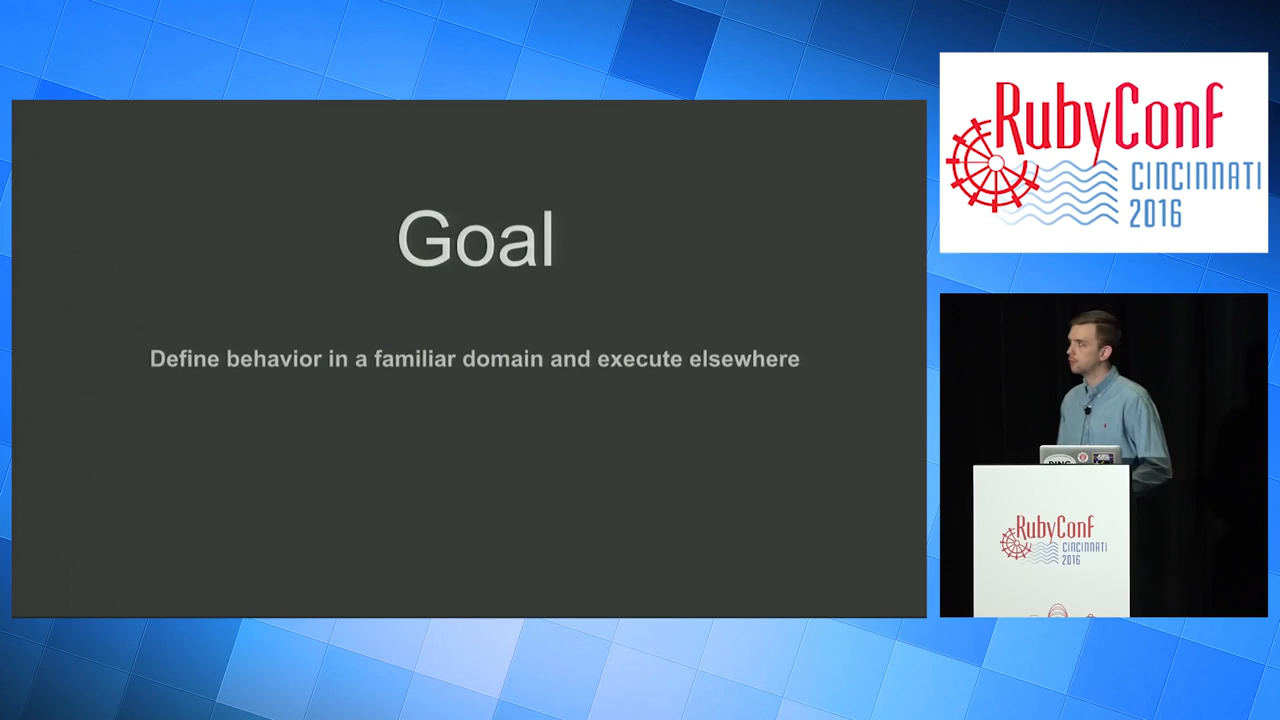 Goal
Define behavior in a familiar domain and execute elsewhere
RubyConf
CINCINNATI
2016
RubyConf
CINCINNATI
2016